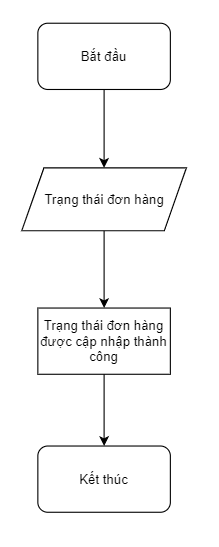 Bắt đầu
Trạng thái đơn hàng
Trạng thái đơn hàng
được cập nhập thành
công
Kết thúc